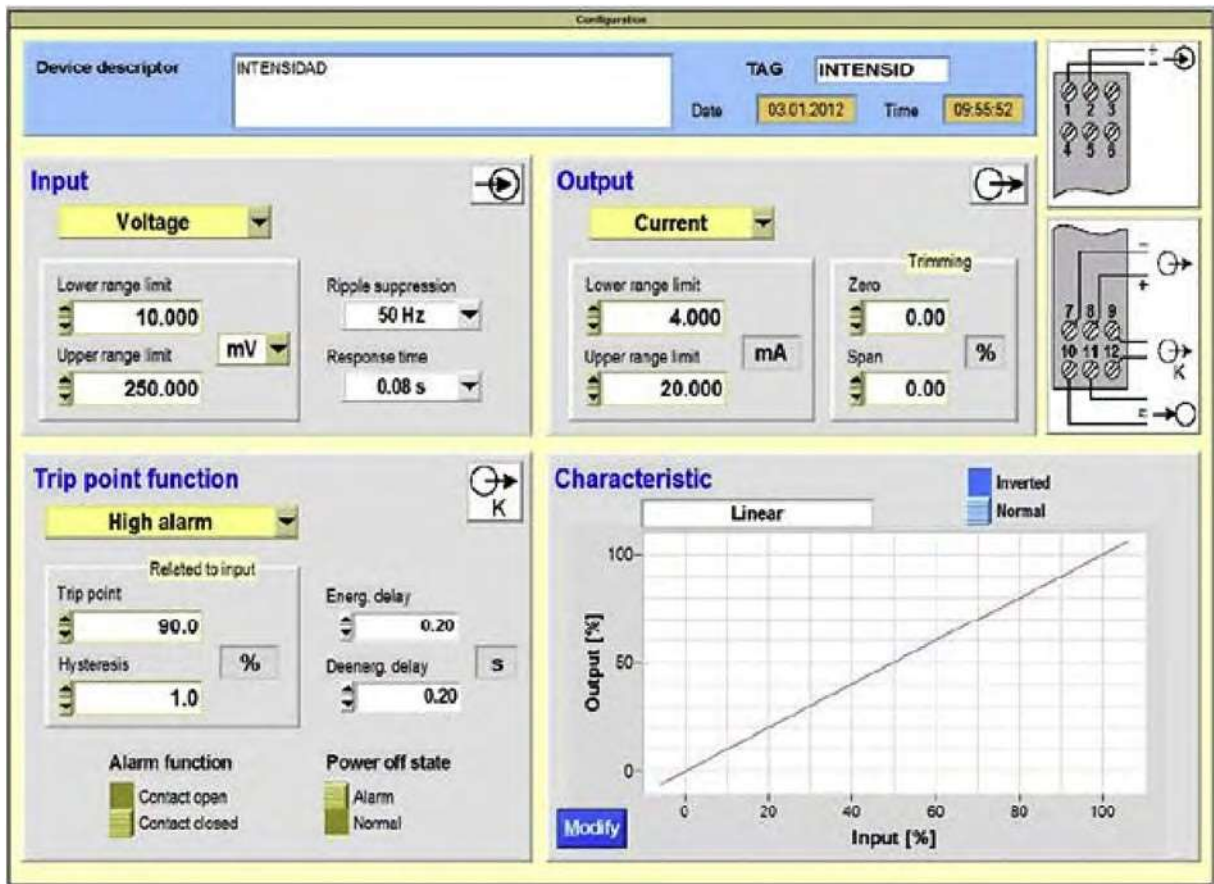 Configuration
Device descriptor
INTENSIDAD
TAG
INTENSID
Date
03.01.2012
Time
09:55:52
1 2 3
4 5 6
Input
Voltage
Lower range limit
10.000
Upper range limit
250.000
mV
Ripple suppression
50 Hz
Response time
0.08 s
Output
Current
Lower range limit
4.000
Upper range limit
20.000
mA
Trimming
Zero
0.00
Span
0.00
%
7 8 9
10 11 12
K
Trip point function
High alarm
K
Related to input
Trip point
90.0
Hysteresis
1.0
%
Energ. delay
0.20
Deenerg. delay
0.20
s
Alarm function
Contact open
Contact closed
Power off state
Alarm
Normal
Characteristic
Linear
Inverted
Normal
Output [%]
100
50
0
0 20 40 60 80 100
Input [%]
Modify